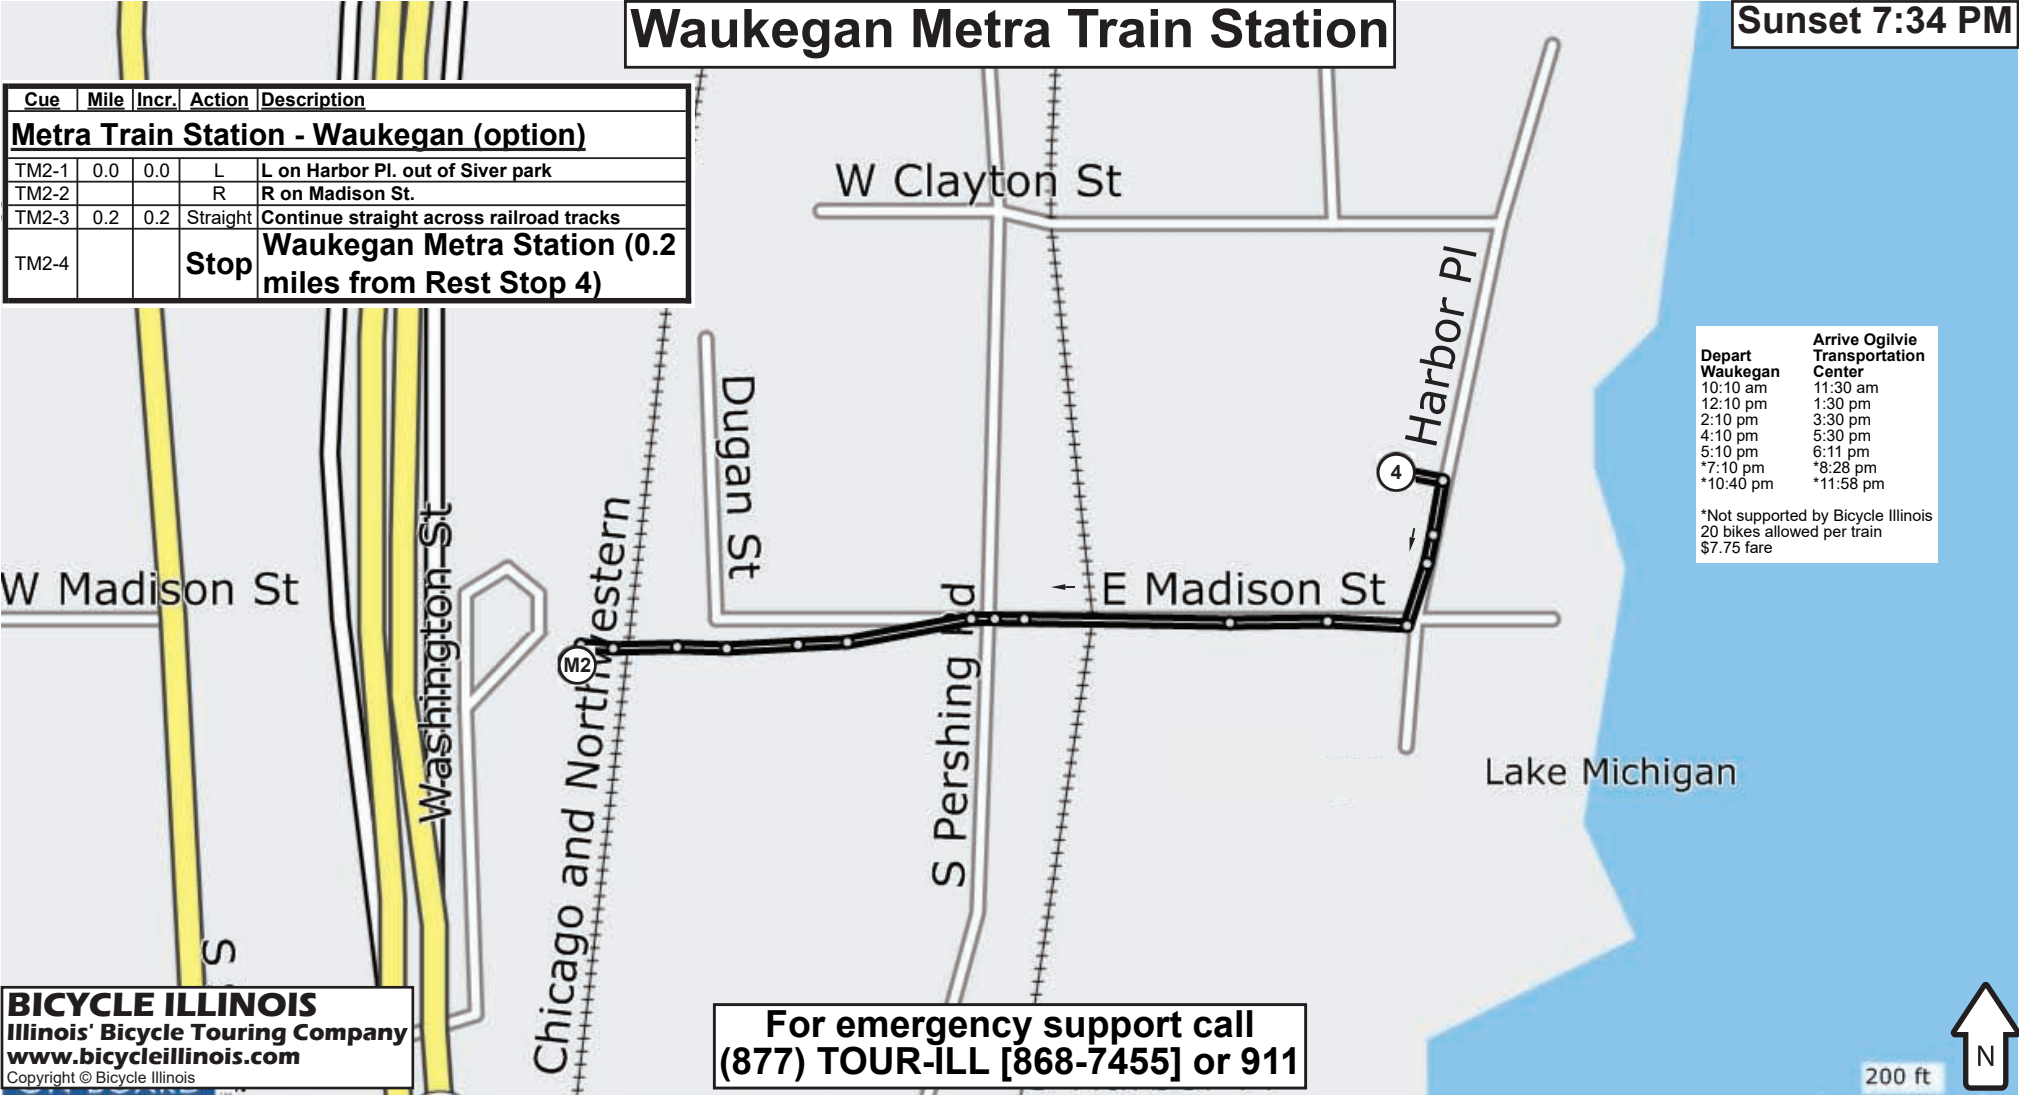 Waukegan Metra Train Station
Sunset 7:34 PM
Cue Mile Incr. Action Description
Metra Train Station - Waukegan (option)
TM2-1 0.0 0.0 L L on Harbor Pl. out of Siver park
TM2-2 R R on Madison St.
TM2-3 0.2 0.2 Straight Continue straight across railroad tracks
TM2-4 Stop Waukegan Metra Station (0.2
miles from Rest Stop 4)
W Clayton St
Harbor Pl
Depart
Waukegan
Arrive Ogilvie
Transportation
Center
10:10 am 11:30 am
12:10 pm 1:30 pm
2:10 pm 3:30 pm
4:10 pm 5:30 pm
5:10 pm 6:11 pm
*7:10 pm *8:28 pm
*10:40 pm *11:58 pm
*Not supported by Bicycle Illinois
20 bikes allowed per train
$7.75 fare
Dugan St
4
W Madison St
Washington St
Chicago and Northwestern
E Madison St
M2
S Pershing Rd
Lake Michigan
S
BICYCLE ILLINOIS
Illinois' Bicycle Touring Company
www.bicycleillinois.com
Copyright © Bicycle Illinois
For emergency support call
(877) TOUR-ILL [868-7455] or 911
200 ft
N